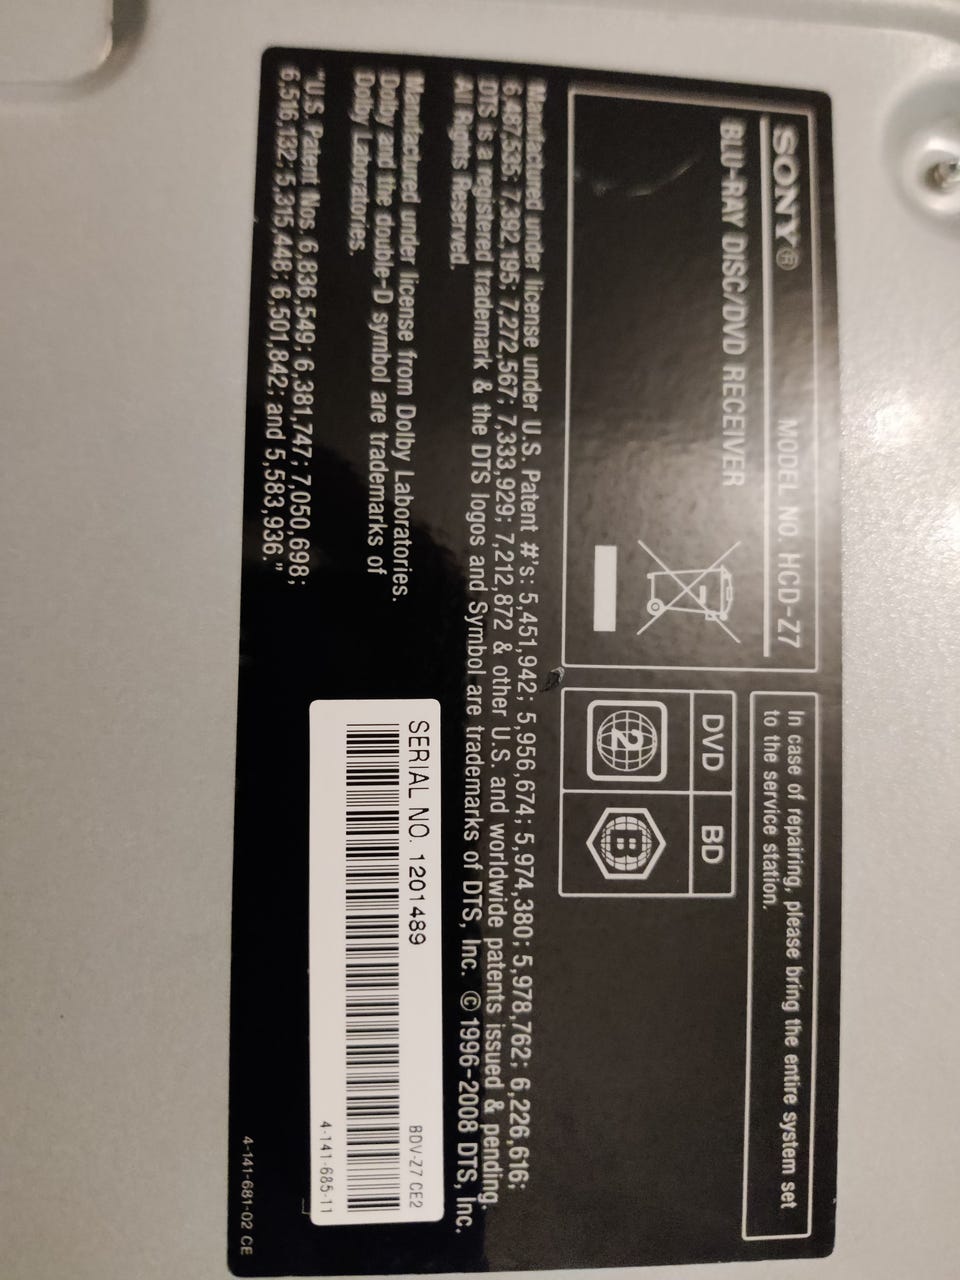 SONY® MODEL NO. HCD-Z7
BLU-RAY DISC/DVD RECEIVER
In case of repairing, please bring the entire system set
to the service station.
DVD BD
2 B
Manufactured under license under U.S. Patent #'s: 5,451,942; 5,956,674; 5,974,380; 5,978,762; 6,226,616;
6,487,535; 7,392,195; 7,272,567; 7,333,929; 7,212,872 & other U.S. and worldwide patents issued & pending.
DTS is a registered trademark & the DTS logos and Symbol are trademarks of DTS, Inc. © 1996-2008 DTS, Inc.
All Rights Reserved.
Manufactured under license from Dolby Laboratories.
Dolby and the double-D symbol are trademarks of
Dolby Laboratories.
"U.S. Patent Nos. 6,836,549; 6,381,747; 7,050,698;
6,516,132; 5,315,448; 6,501,842; and 5,583,936."
SERIAL NO. 1201489
BDV-Z7 CE2
4-141-685-11
4-141-681-02 CE